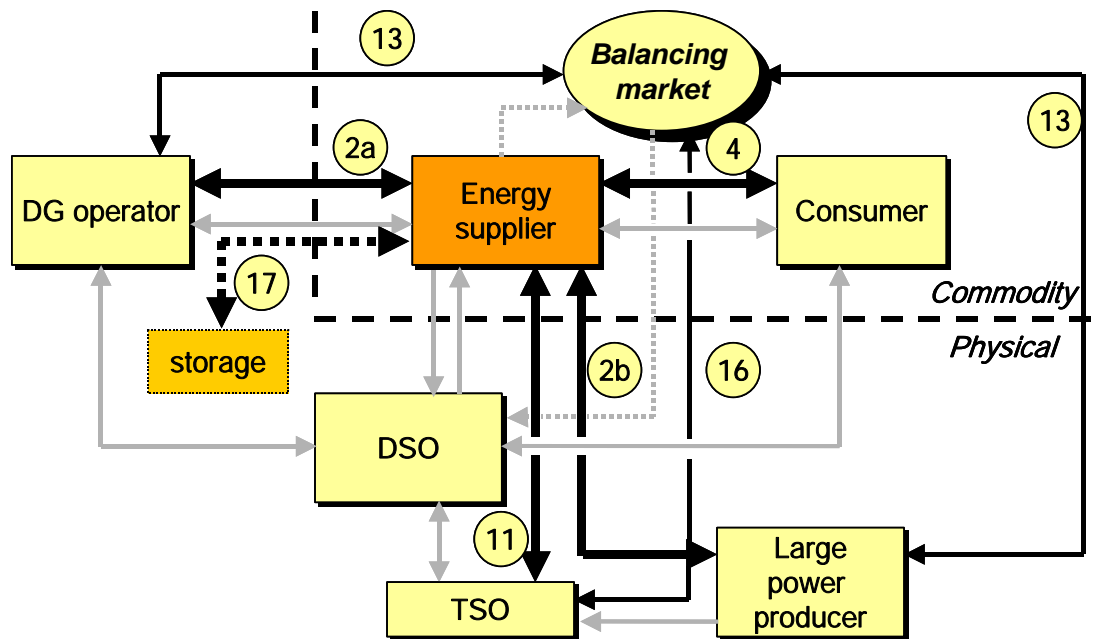 13
Balancing
market
13
2a
4
DG operator
Energy
supplier
Consumer
17
Commodity
Physical
storage
2b
16
DSO
11
Large
power
producer
TSO